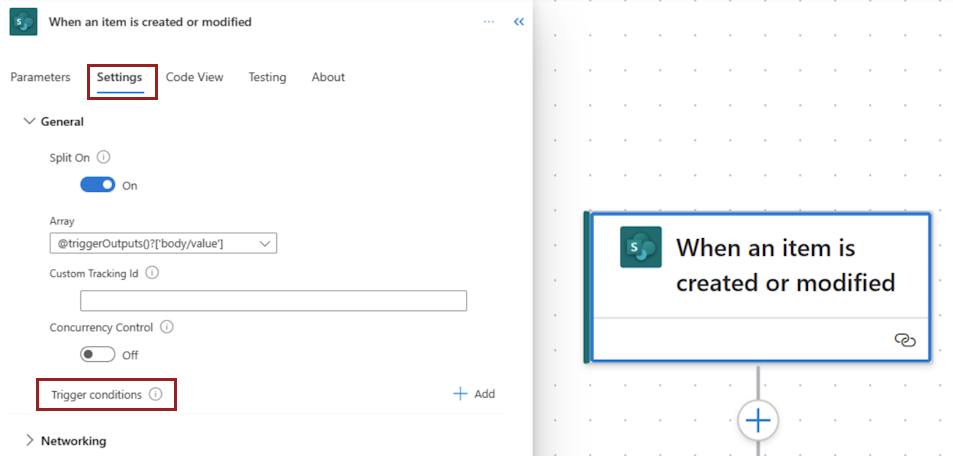 When an item is created or modified
Parameters Settings Code View Testing About
General
Split On
On
Array
@triggerOutputs()?['body/value']
Custom Tracking Id
Concurrency Control
Off
Trigger conditions
Add
Networking
S
When an item is
created or modified